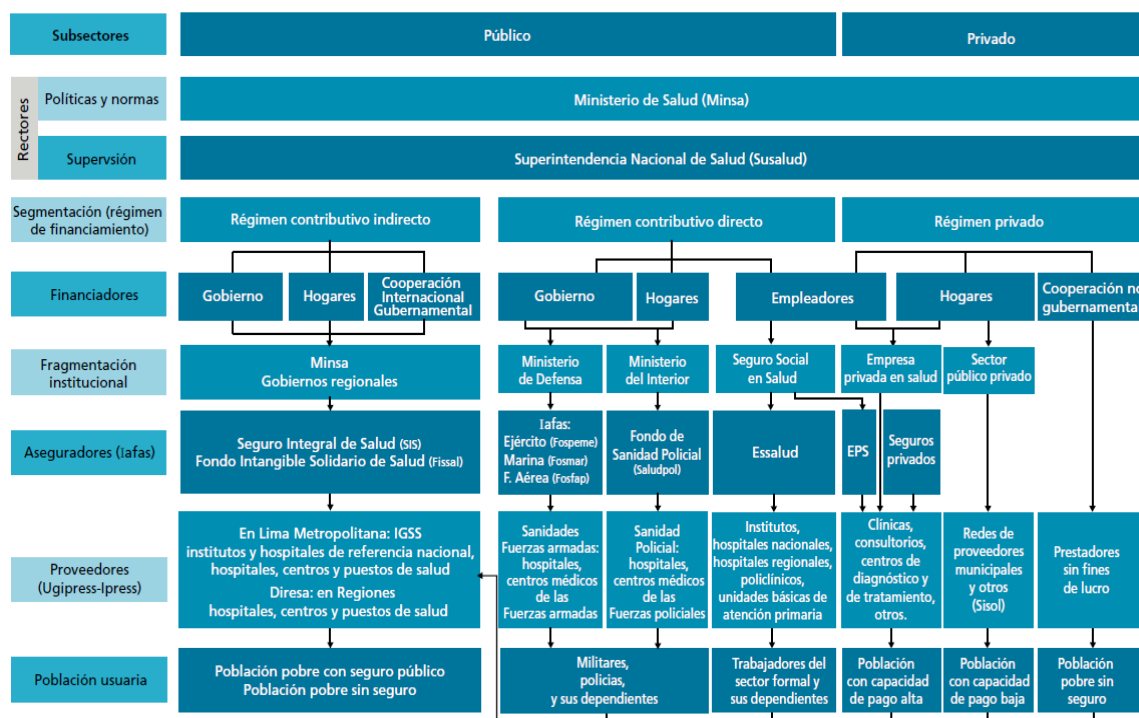 Subsectores
Público
Privado
Rectores
Políticas y normas
Ministerio de Salud (Minsa)
Supervsión
Superintendencia Nacional de Salud (Susalud)
Segmentación (régimen
de financiamiento)
Régimen contributivo indirecto
Régimen contributivo directo
Régimen privado
Financiadores
Gobierno
Hogares
Cooperación
Internacional
Gubernamental
Gobierno
Hogares
Empleadores
Hogares
Cooperación no
gubernamental
Fragmentación
institucional
Minsa
Gobiernos regionales
Ministerio
de Defensa
Ministerio
del Interior
Seguro Social
en Salud
Empresa
privada en salud
Sector
público privado
Aseguradores (Iafas)
Seguro Integral de Salud (SIS)
Fondo Intangible Solidario de Salud (Fissal)
Iafas:
Ejército (Fospeme)
Marina (Fosmar)
F. Aérea (Fosfap)
Fondo de
Sanidad Policial
(Saludpol)
Essalud
EPS
Seguros
privados
Proveedores
(Ugipress-Ipress)
En Lima Metropolitana: IGSS
institutos y hospitales de referencia nacional,
hospitales, centros y puestos de salud
Diresa: en Regiones
hospitales, centros y puestos de salud
Sanidades
Fuerzas armadas:
hospitales,
centros médicos
de las
Fuerzas armadas
Sanidad
Policial:
hospitales,
centros médicos
de las
Fuerzas policiales
Institutos,
hospitales nacionales,
hospitales regionales,
policlínicos,
unidades básicas de
atención primaria
Clínicas,
consultorios,
centros de
diagnóstico y
de tratamiento,
otros.
Redes de
proveedores
municipales
y otros
(Sisol)
Prestadores
sin fines
de lucro
Población usuaria
Población pobre con seguro público
Población pobre sin seguro
Militares,
policias,
y sus dependientes
Trabajadores del
sector formal y
sus dependientes
Población
con capacidad
de pago alta
Población
con capacidad
de pago baja
Población
pobre sin
seguro